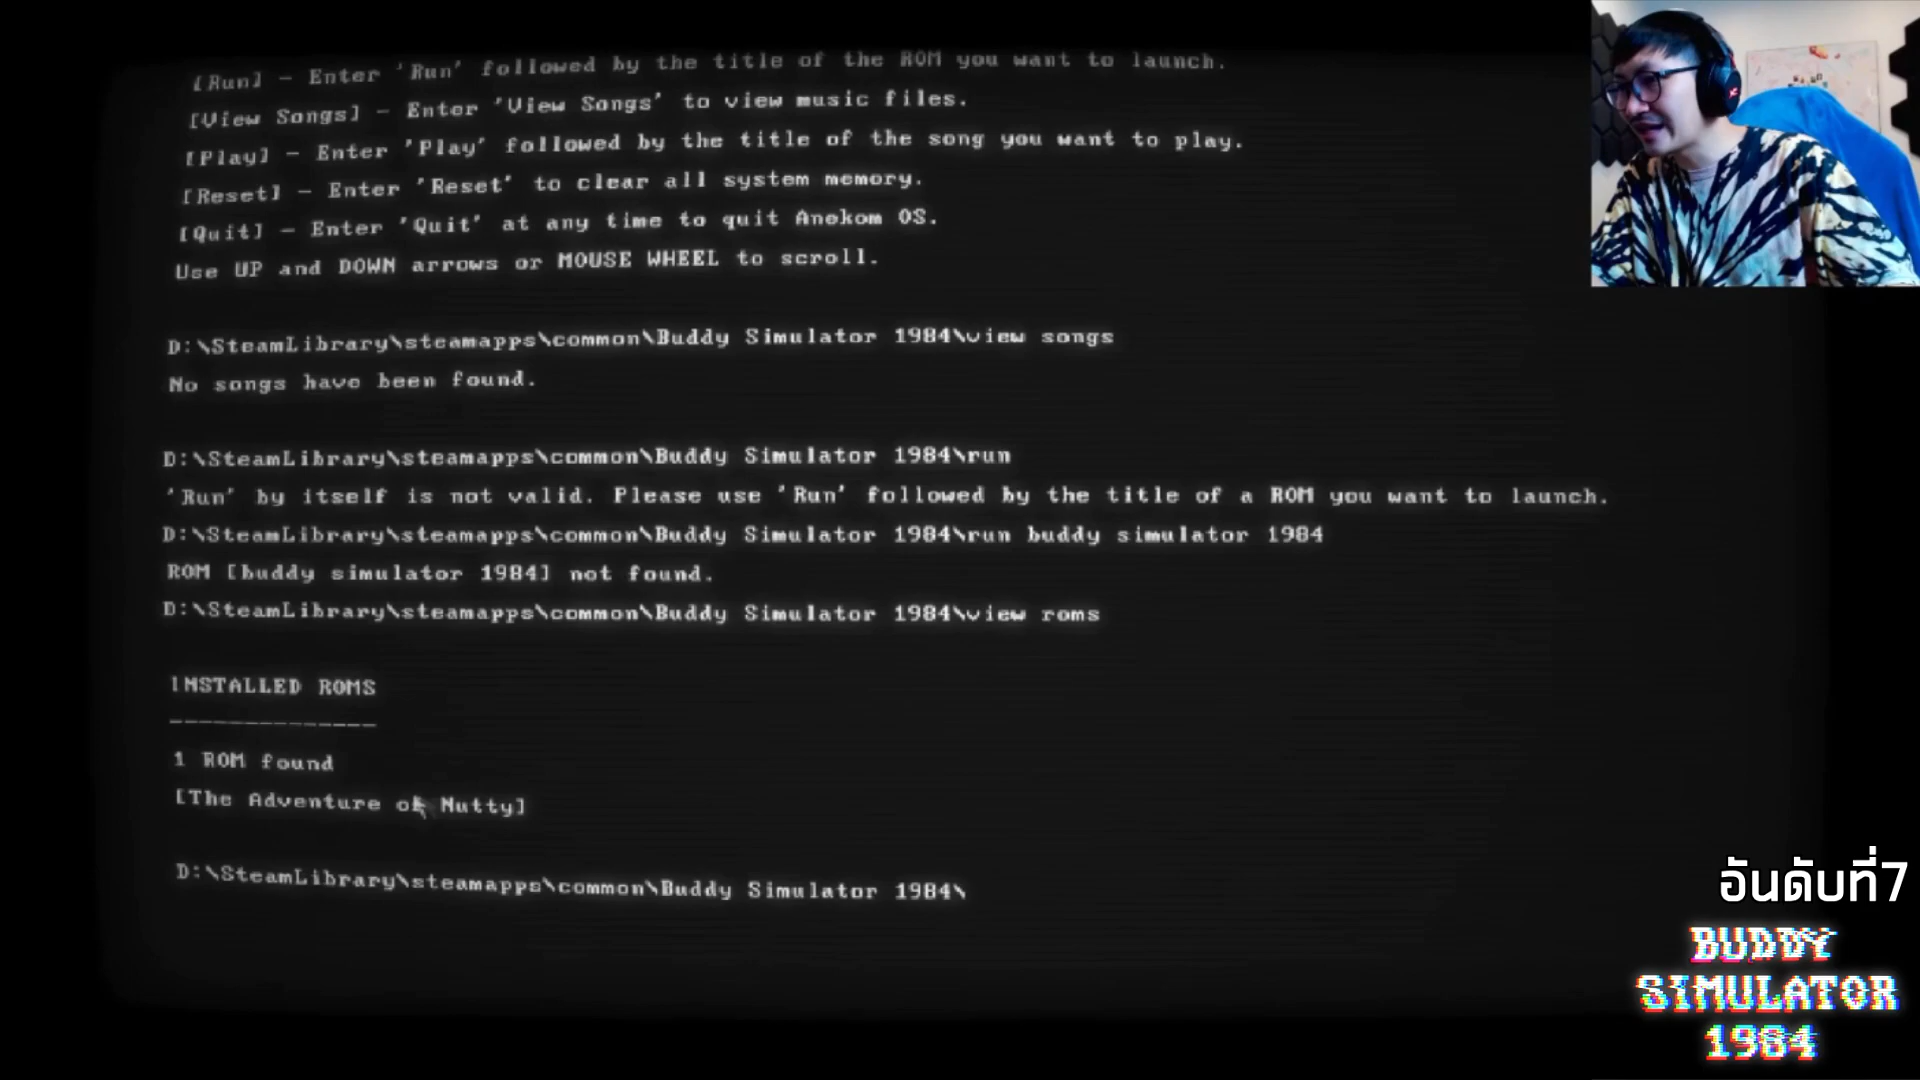 [Run] - Enter 'Run' followed by the title of the ROM you want to launch.
[View Songs] - Enter 'View Songs' to view music files.
[Play] - Enter 'Play' followed by the title of the song you want to play.
[Reset] - Enter 'Reset' to clear all system memory.
[Quit] - Enter 'Quit' at any time to quit Anekom OS.
Use UP and DOWN arrows or MOUSE WHEEL to scroll.
D:\SteamLibrary\steamapps\common\Buddy Simulator 1984\view songs
No songs have been found.
D:\SteamLibrary\steamapps\common\Buddy Simulator 1984\run
'Run' by itself is not valid. Please use 'Run' followed by the title of a ROM you want to launch.
D:\SteamLibrary\steamapps\common\Buddy Simulator 1984\run buddy simulator 1984
ROM [buddy simulator 1984] not found.
D:\SteamLibrary\steamapps\common\Buddy Simulator 1984\view roms
INSTALLED ROMS
--------------
1 ROM found
[The Adventure of Nutty]
D:\SteamLibrary\steamapps\common\Buddy Simulator 1984\
อันดับที่7
BUDDY
SIMULATOR
1984